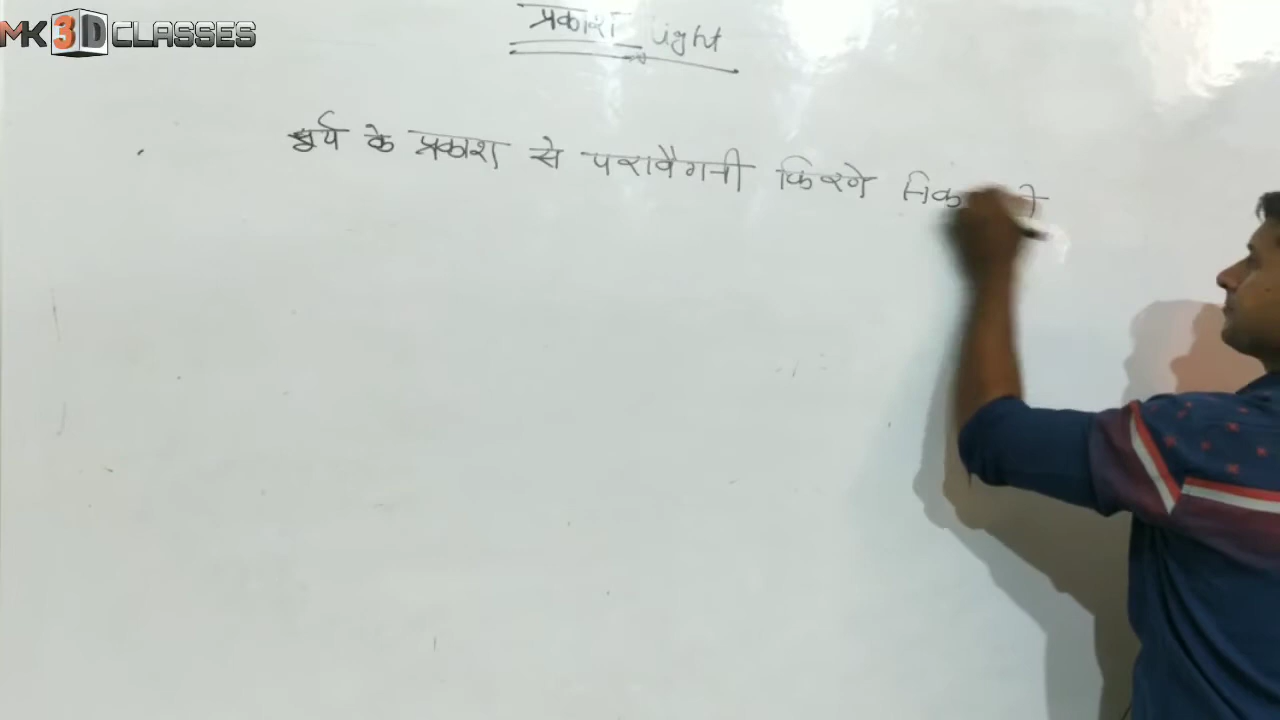 MK3D CLASSES
प्रकाश Light
सूर्य के प्रकाश से परावैगनी किरणे